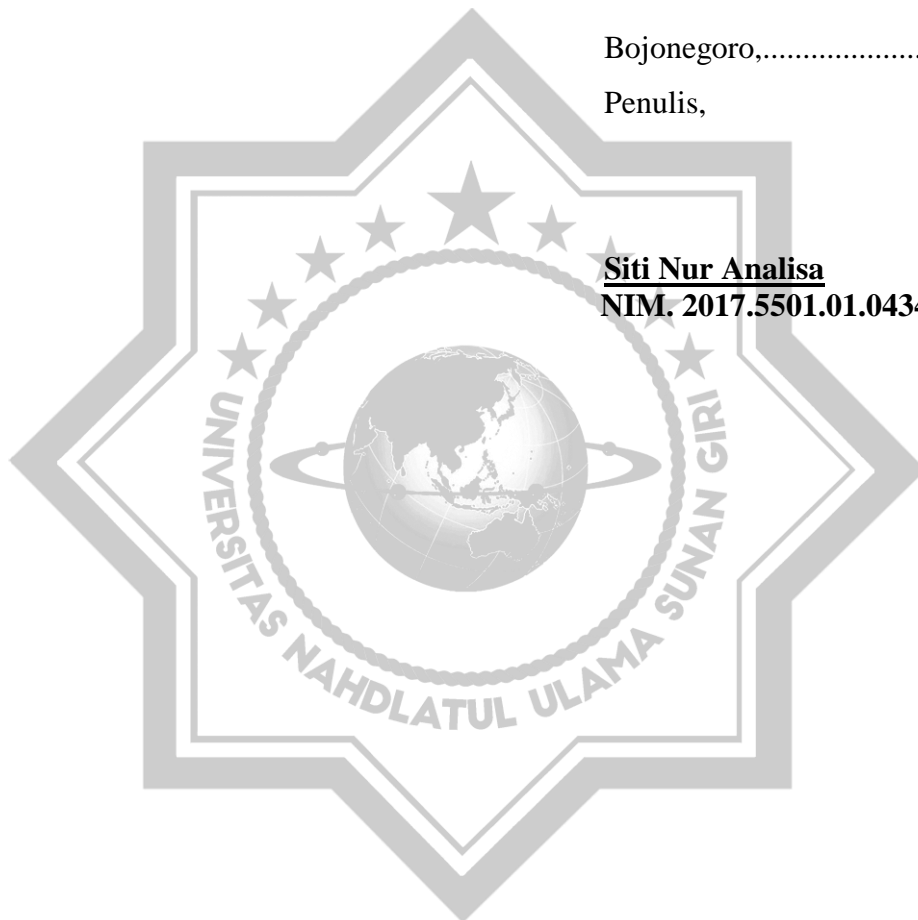 Bojonegoro,....................
Penulis,
Siti Nur Analisa
NIM. 2017.5501.01.0434
UNIVERSITAS NAHDLATUL ULAMA SUNAN GIRI